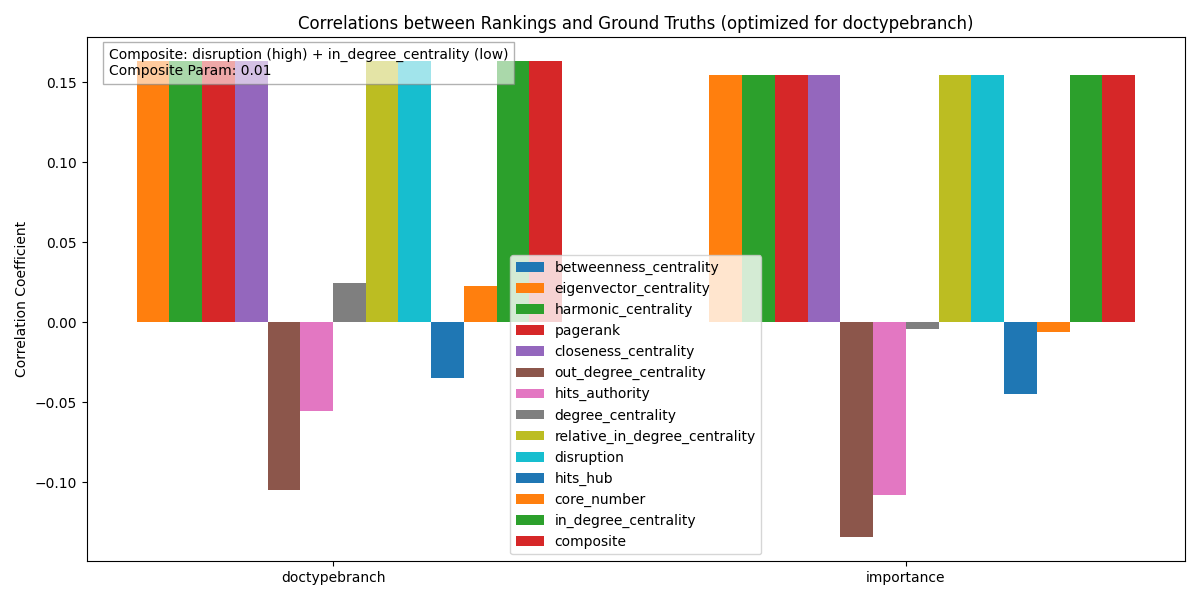 Correlations between Rankings and Ground Truths (optimized for doctypebranch)
Composite: disruption (high) + in_degree_centrality (low)
Composite Param: 0.01
Correlation Coefficient
0.15
0.10
0.05
0.00
−0.05
−0.10
betweenness_centrality
eigenvector_centrality
harmonic_centrality
pagerank
closeness_centrality
out_degree_centrality
hits_authority
degree_centrality
relative_in_degree_centrality
disruption
hits_hub
core_number
in_degree_centrality
composite
doctypebranch
importance